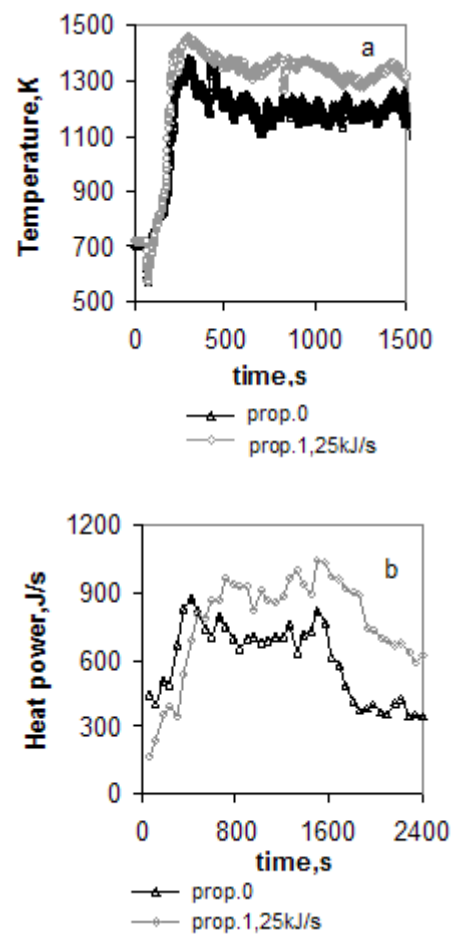 1500
a
1300
1100
900
700
500
Temperature,K
0 500 1000 1500
time,s
prop.0
prop.1,25kJ/s
1200
b
900
600
300
0
Heat power,J/s
0 800 1600 2400
time,s
prop.0
prop.1,25kJ/s